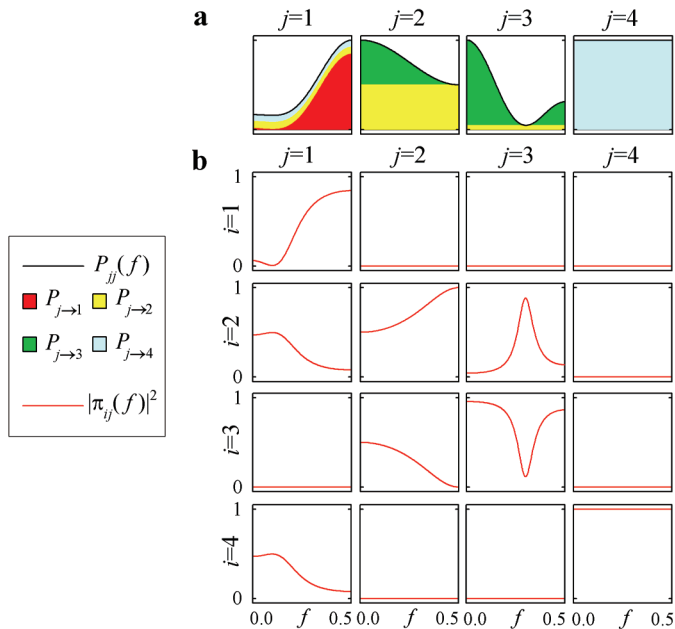 a
j=1 j=2 j=3 j=4
b
j=1 j=2 j=3 j=4
i=1 1 0
i=2 1 0
i=3 1 0
i=4 1 0
0.0 f 0.5 0.0 f 0.5 0.0 f 0.5 0.0 f 0.5
P_jj(f)
P_j→1 P_j→2
P_j→3 P_j→4
|π_ij(f)|²